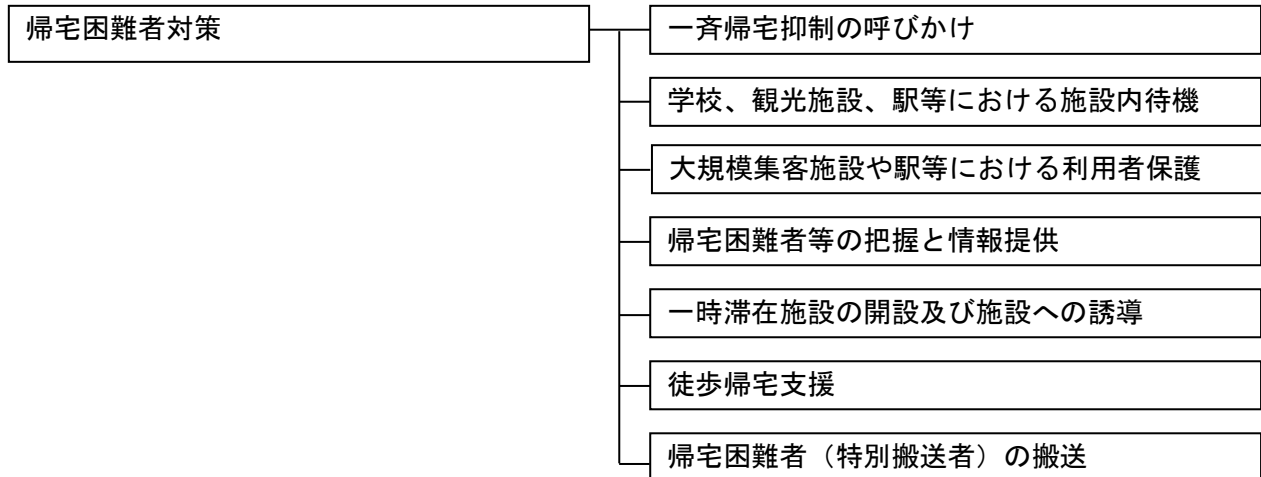 帰宅困難者対策
一斉帰宅抑制の呼びかけ
学校、観光施設、駅等における施設内待機
大規模集客施設や駅等における利用者保護
帰宅困難者等の把握と情報提供
一時滞在施設の開設及び施設への誘導
徒歩帰宅支援
帰宅困難者（特別搬送者）の搬送